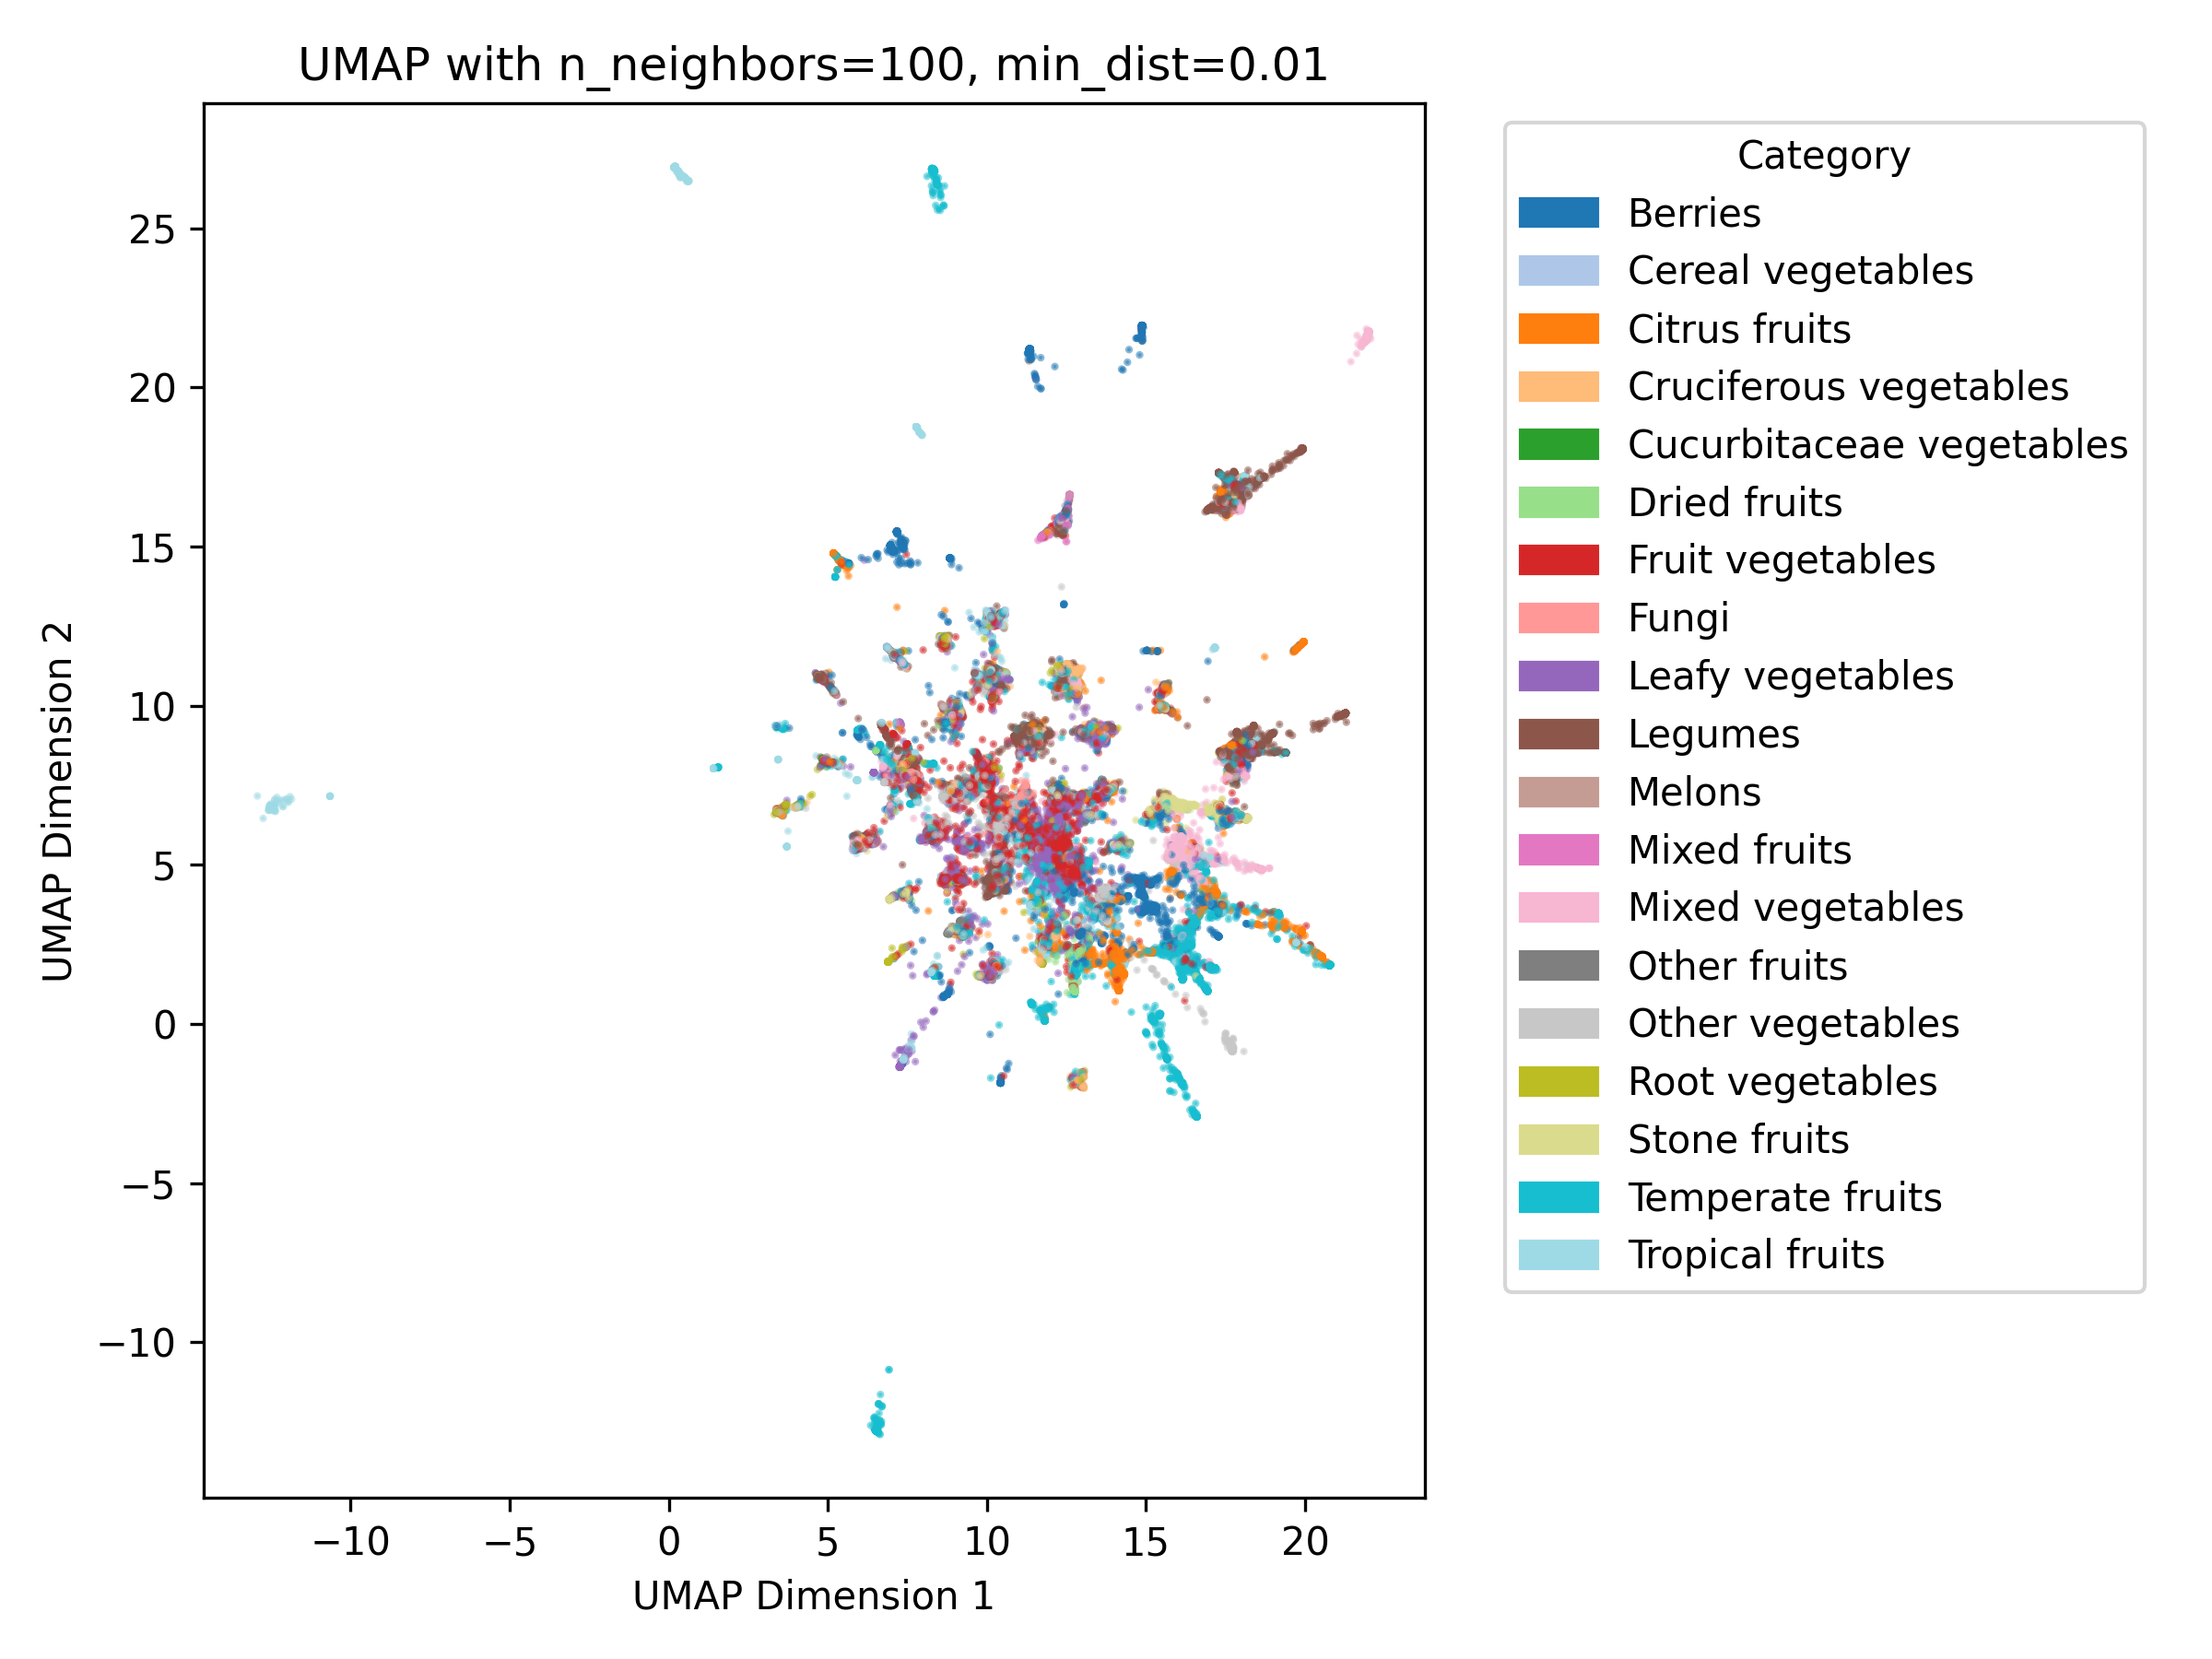 UMAP with n_neighbors=100, min_dist=0.01
25
20
15
10
5
0
−5
−10
UMAP Dimension 2
−10 −5 0 5 10 15 20
UMAP Dimension 1
Category
Berries
Cereal vegetables
Citrus fruits
Cruciferous vegetables
Cucurbitaceae vegetables
Dried fruits
Fruit vegetables
Fungi
Leafy vegetables
Legumes
Melons
Mixed fruits
Mixed vegetables
Other fruits
Other vegetables
Root vegetables
Stone fruits
Temperate fruits
Tropical fruits